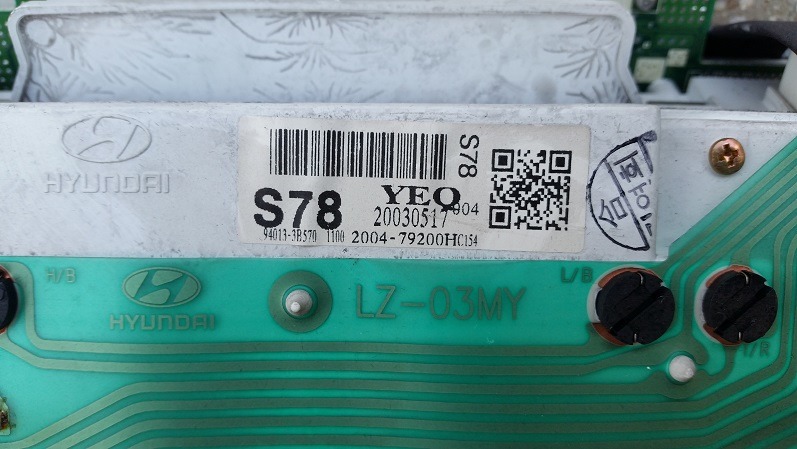 HYUNDAI
S78
S78
YEQ
20030517 004
94013-3B570 1100 2004-79200HC154
H/B
HYUNDAI
LZ-03MY
L/B
T/R